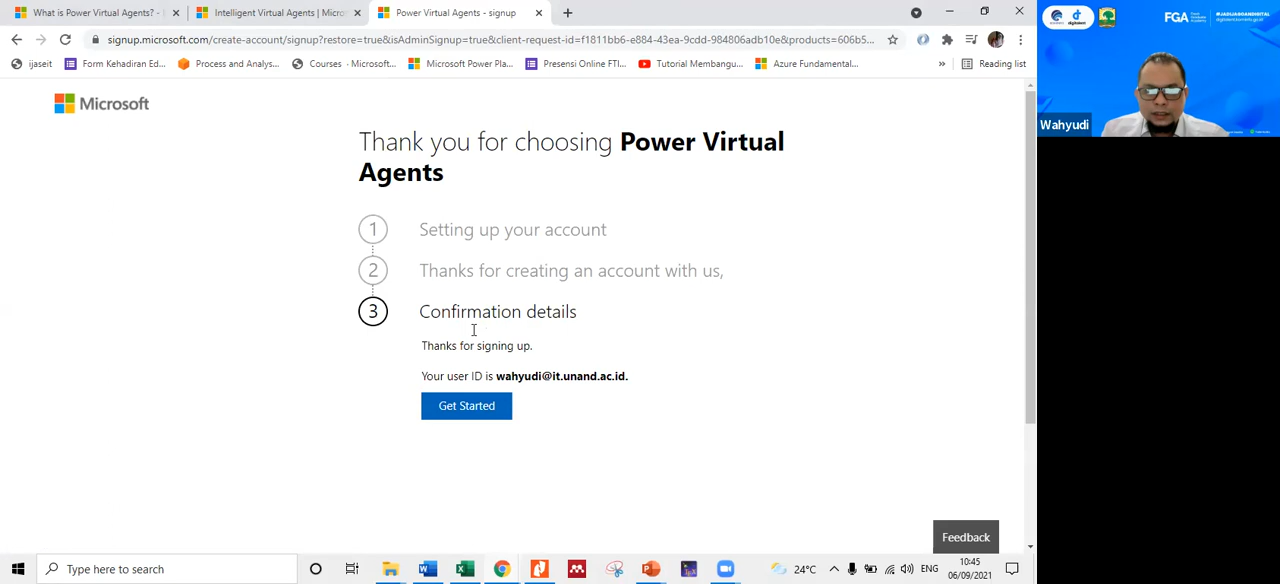 What is Power Virtual Agents? -
Intelligent Virtual Agents | Micro
Power Virtual Agents - signup
signup.microsoft.com/create-account/signup?restore=true&isAdminSignup=true&client-request-id=f1811bb6-e884-43ea-9cdd-984806adb10e&products=606b5...
ijaseit
Form Kehadiran Ed...
Process and Analys...
Courses - Microsoft...
Microsoft Power Pla...
Presensi Online FTI...
Tutorial Membangu...
Azure Fundamental...
»
Reading list
Microsoft
Thank you for choosing Power Virtual
Agents
1 Setting up your account
2 Thanks for creating an account with us,
3 Confirmation details
Thanks for signing up.
Your user ID is wahyudi@it.unand.ac.id.
Get Started
Feedback
Type here to search
24°C
ENG
10:45
06/09/2021
FGA
Wahyudi